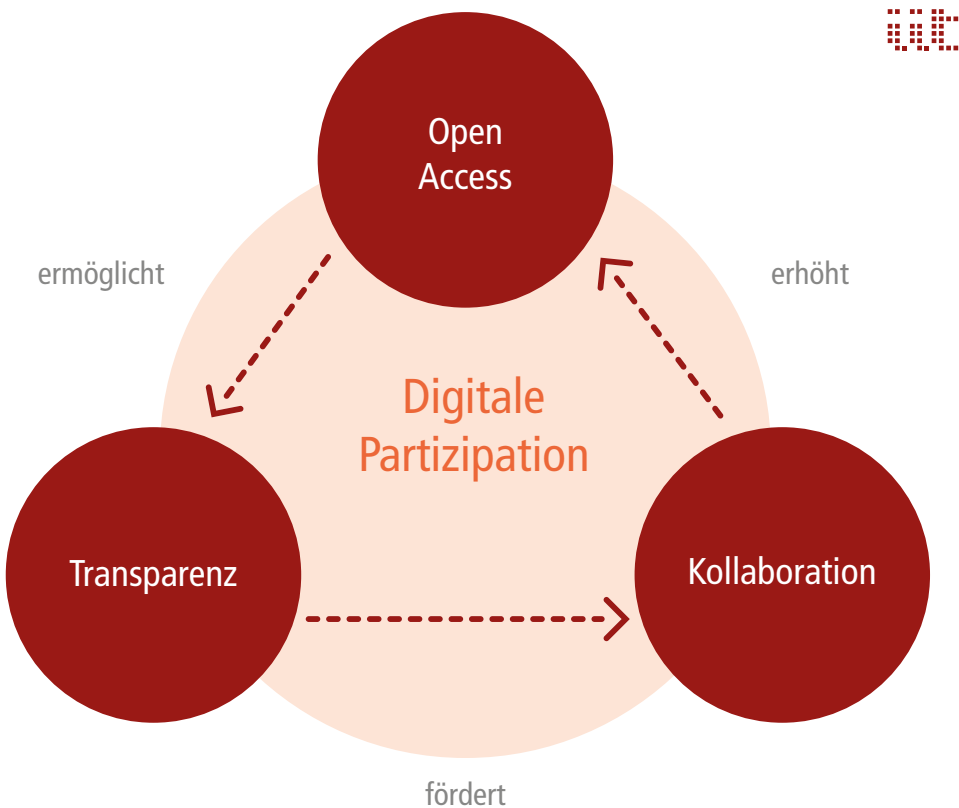 Open
Access
ermöglicht
erhöht
Digitale
Partizipation
Transparenz
Kollaboration
fördert